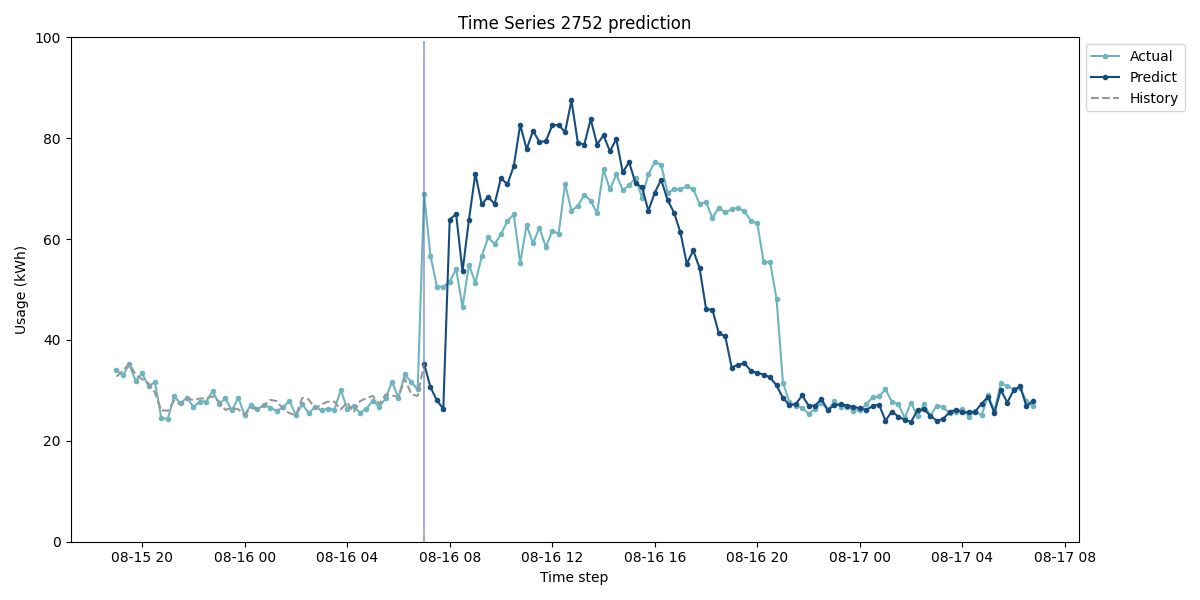 Time Series 2752 prediction
100
80
60
40
20
0
Usage (kWh)
08-15 20
08-16 00
08-16 04
08-16 08
08-16 12
08-16 16
08-16 20
08-17 00
08-17 04
08-17 08
Time step
Actual
Predict
History